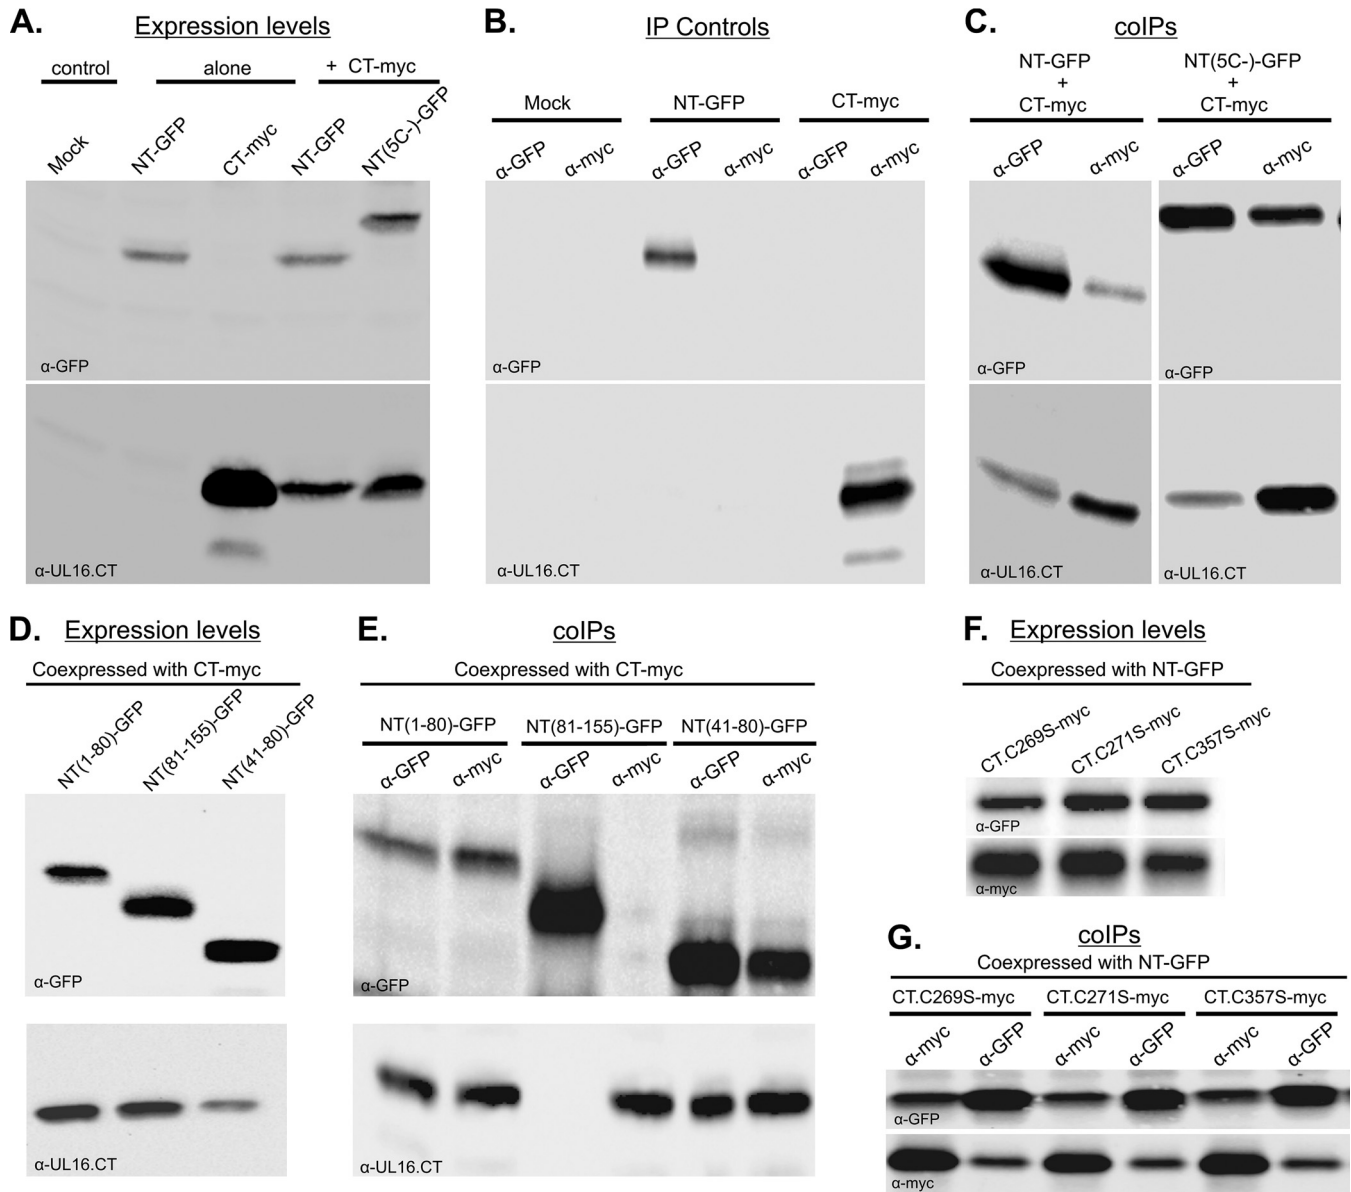 A. Expression levels
control alone + CT-myc
Mock NT-GFP CT-myc NT-GFP NT(5C-)-GFP
α-GFP
α-UL16.CT
B. IP Controls
Mock NT-GFP CT-myc
α-GFP α-myc α-GFP α-myc α-GFP α-myc
α-GFP
α-UL16.CT
C. coIPs
NT-GFP NT(5C-)-GFP
+ +
CT-myc CT-myc
α-GFP α-myc α-GFP α-myc
α-GFP α-GFP
α-UL16.CT α-UL16.CT
D. Expression levels
Coexpressed with CT-myc
NT(1-80)-GFP NT(81-155)-GFP NT(41-80)-GFP
α-GFP
α-UL16.CT
E. coIPs
Coexpressed with CT-myc
NT(1-80)-GFP NT(81-155)-GFP NT(41-80)-GFP
α-GFP α-myc α-GFP α-myc α-GFP α-myc
α-GFP
α-UL16.CT
F. Expression levels
Coexpressed with NT-GFP
CT.C269S-myc CT.C271S-myc CT.C357S-myc
α-GFP
α-myc
G. coIPs
Coexpressed with NT-GFP
CT.C269S-myc CT.C271S-myc CT.C357S-myc
α-myc α-GFP α-myc α-GFP α-myc α-GFP
α-GFP
α-myc